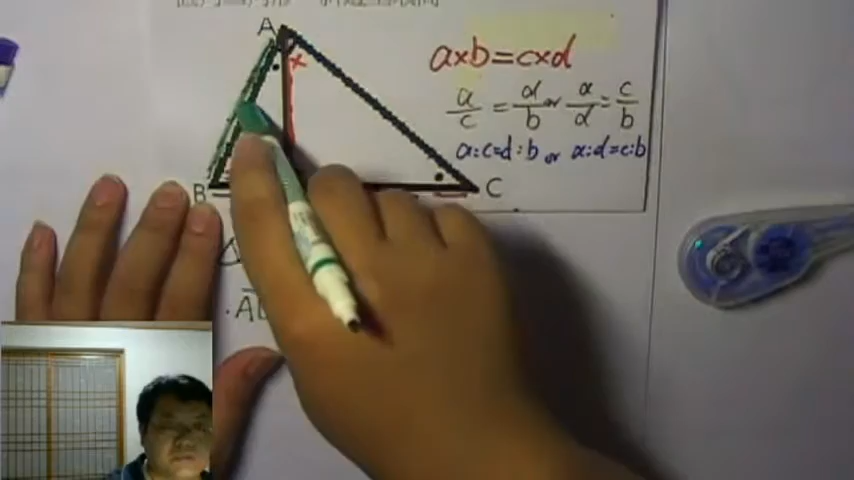 A
a×b=c×d
a/c = d/b or a/d = c/b
a:c=d:b or a:d=c:b
×
B
C